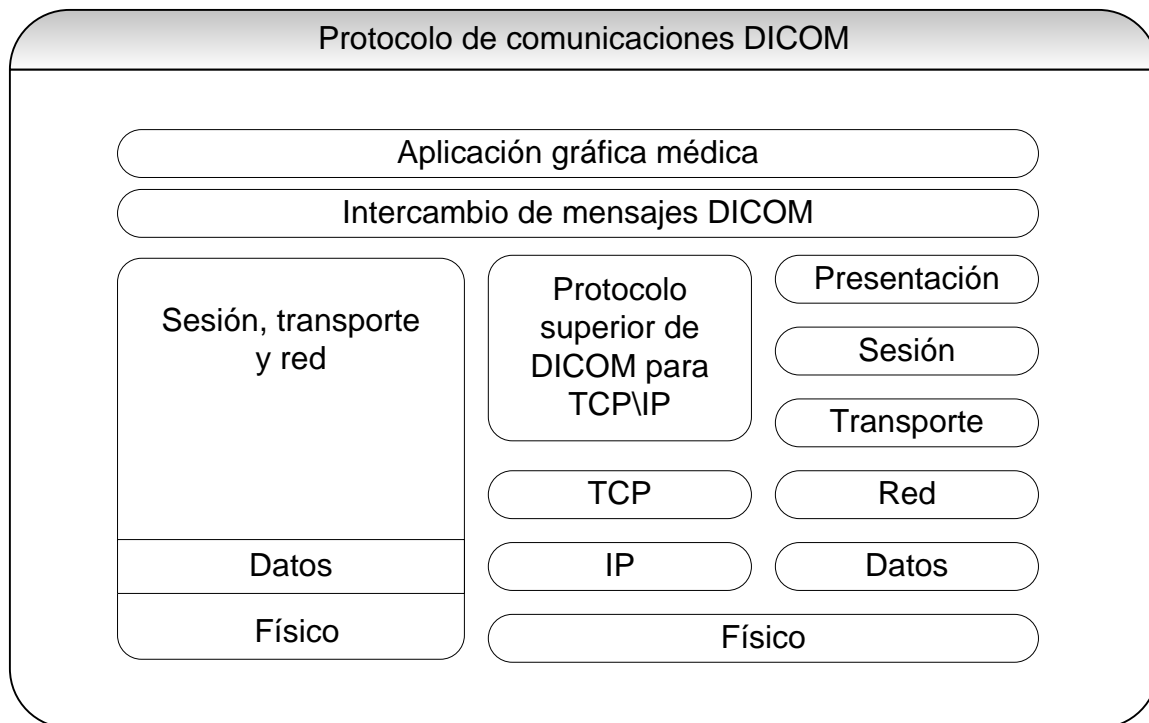 Protocolo de comunicaciones DICOM
Aplicación gráfica médica
Intercambio de mensajes DICOM
Sesión, transporte
y red
Datos
Físico
Protocolo
superior de
DICOM para
TCP\IP
TCP
IP
Presentación
Sesión
Transporte
Red
Datos
Físico